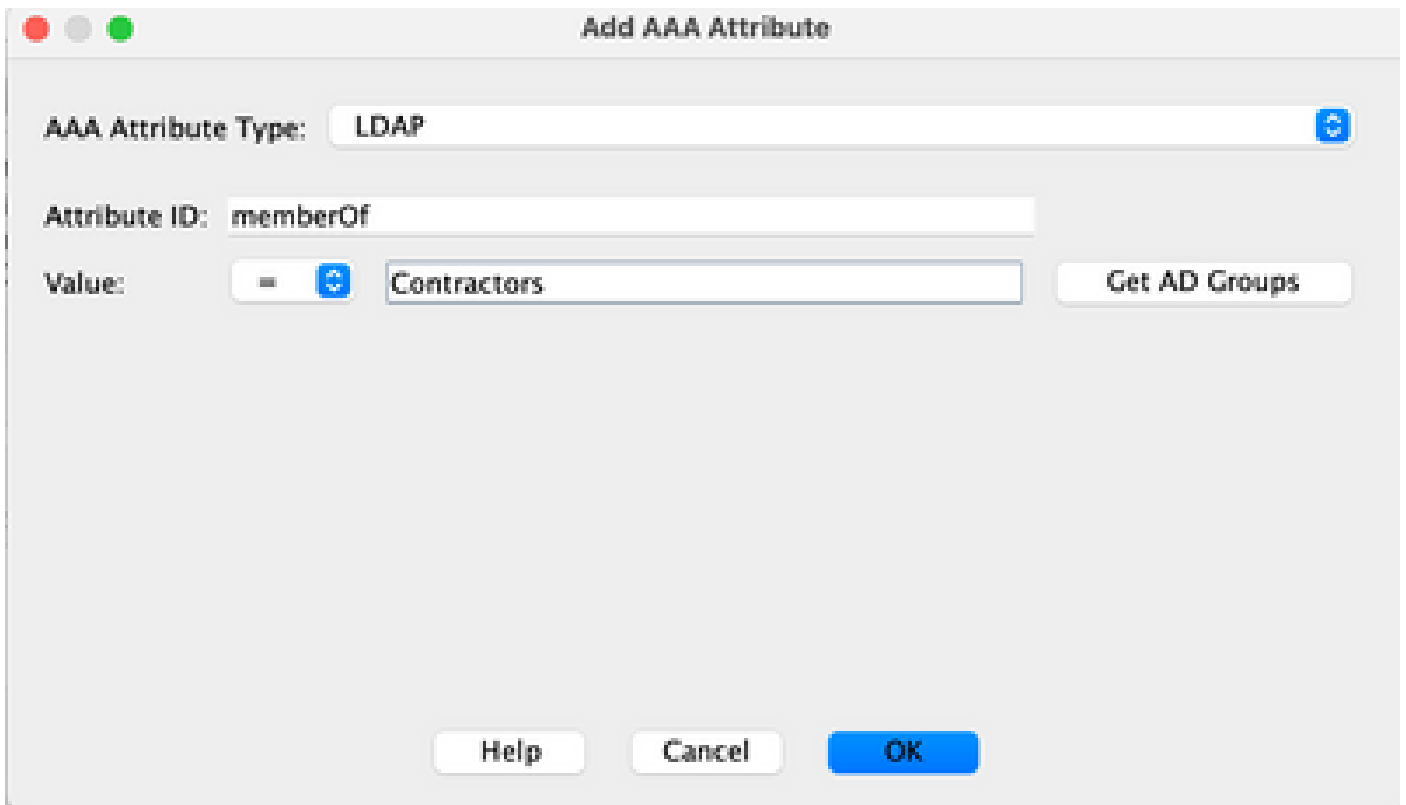 Add AAA Attribute
AAA Attribute Type: LDAP
Attribute ID: memberOf
Value: = Contractors Get AD Groups
Help Cancel OK